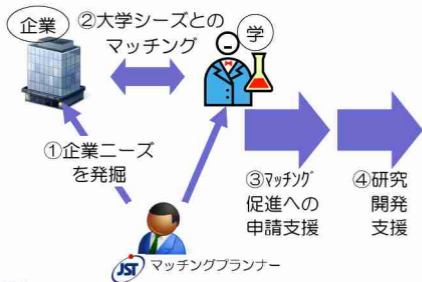 企業
②大学シーズとの
マッチング
学
①企業ニーズ
を発掘
③ﾏｯﾁﾝｸﾞ
促進への
申請支援
④研究
開発
支援
JST
マッチングプランナー